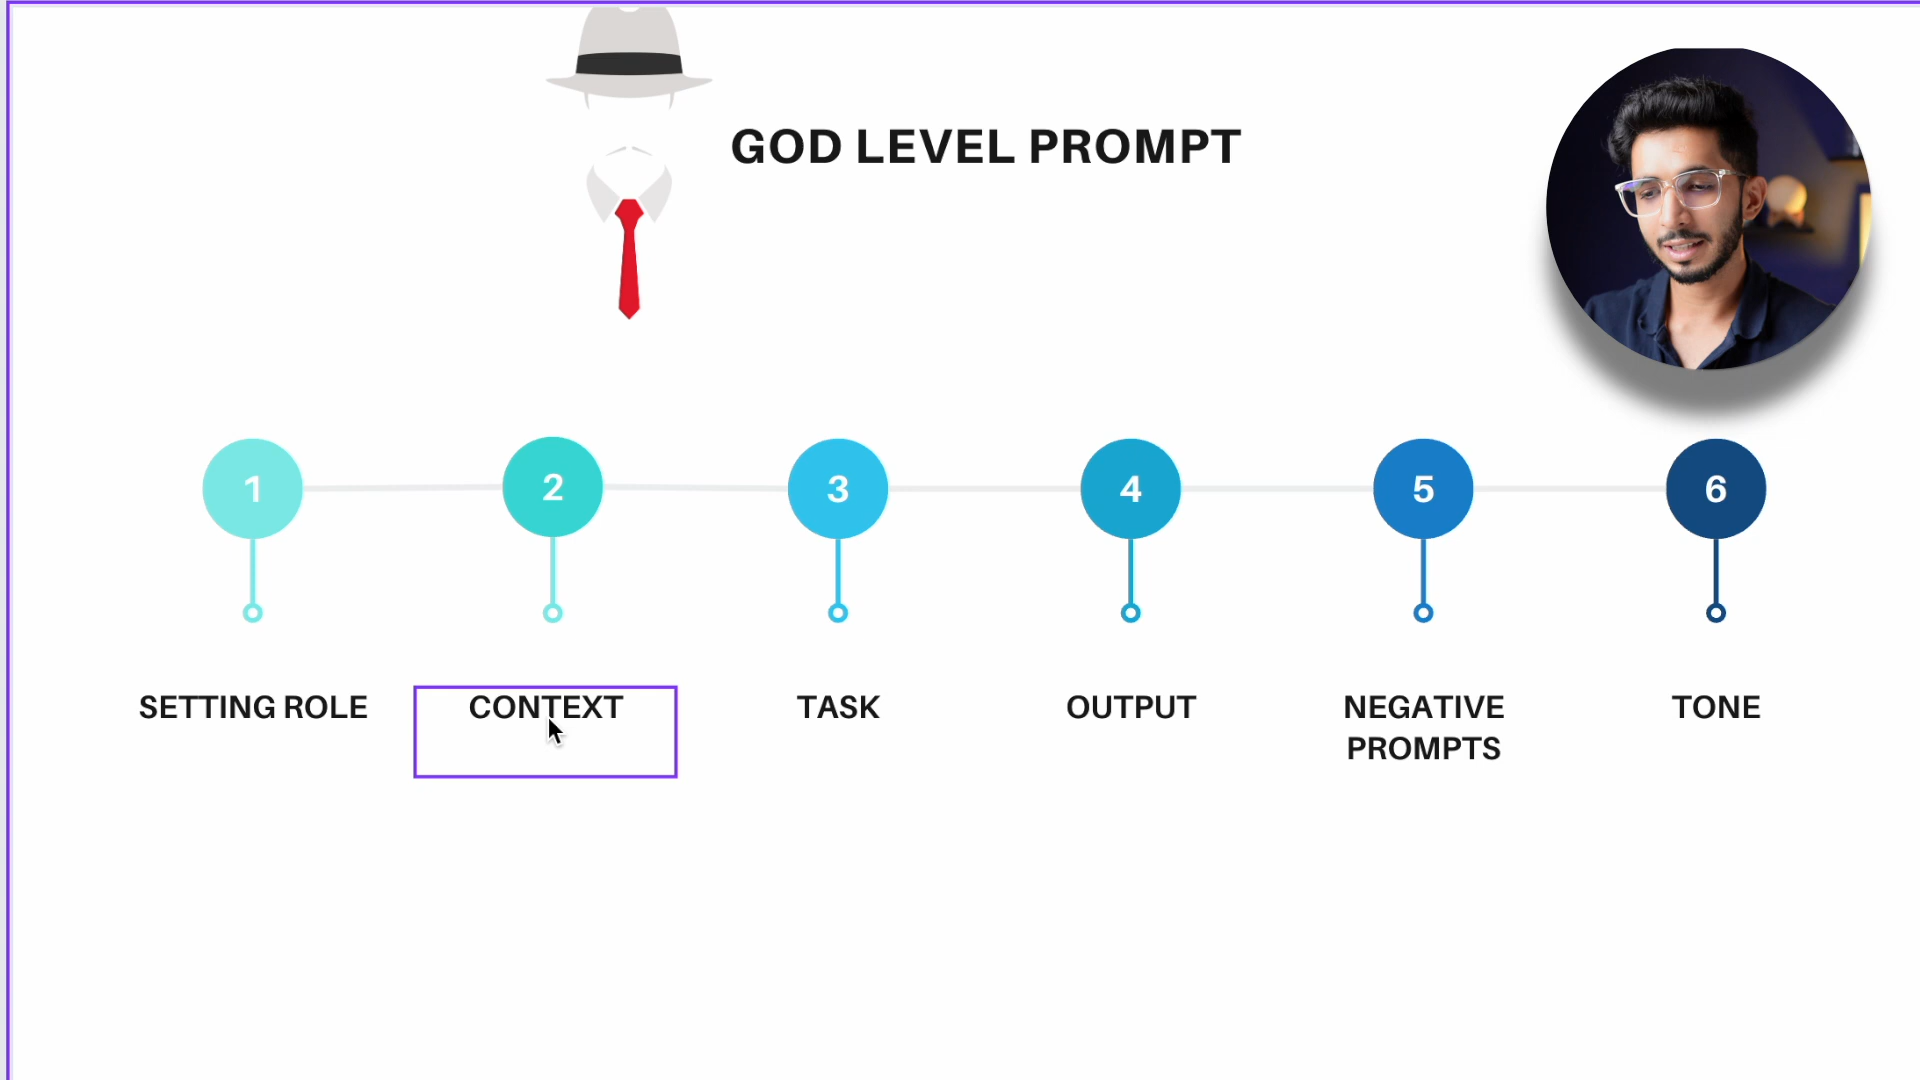 GOD LEVEL PROMPT
1
2
3
4
5
6
SETTING ROLE
CONTEXT
TASK
OUTPUT
NEGATIVE
PROMPTS
TONE